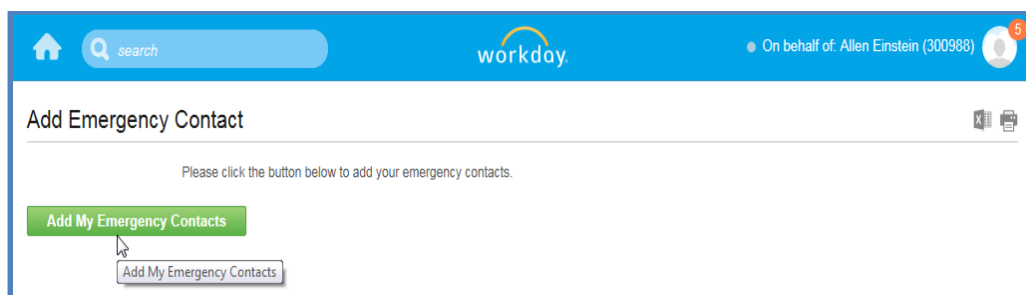 search
workday.
On behalf of: Allen Einstein (300988)
5
Add Emergency Contact
Please click the button below to add your emergency contacts.
Add My Emergency Contacts
Add My Emergency Contacts